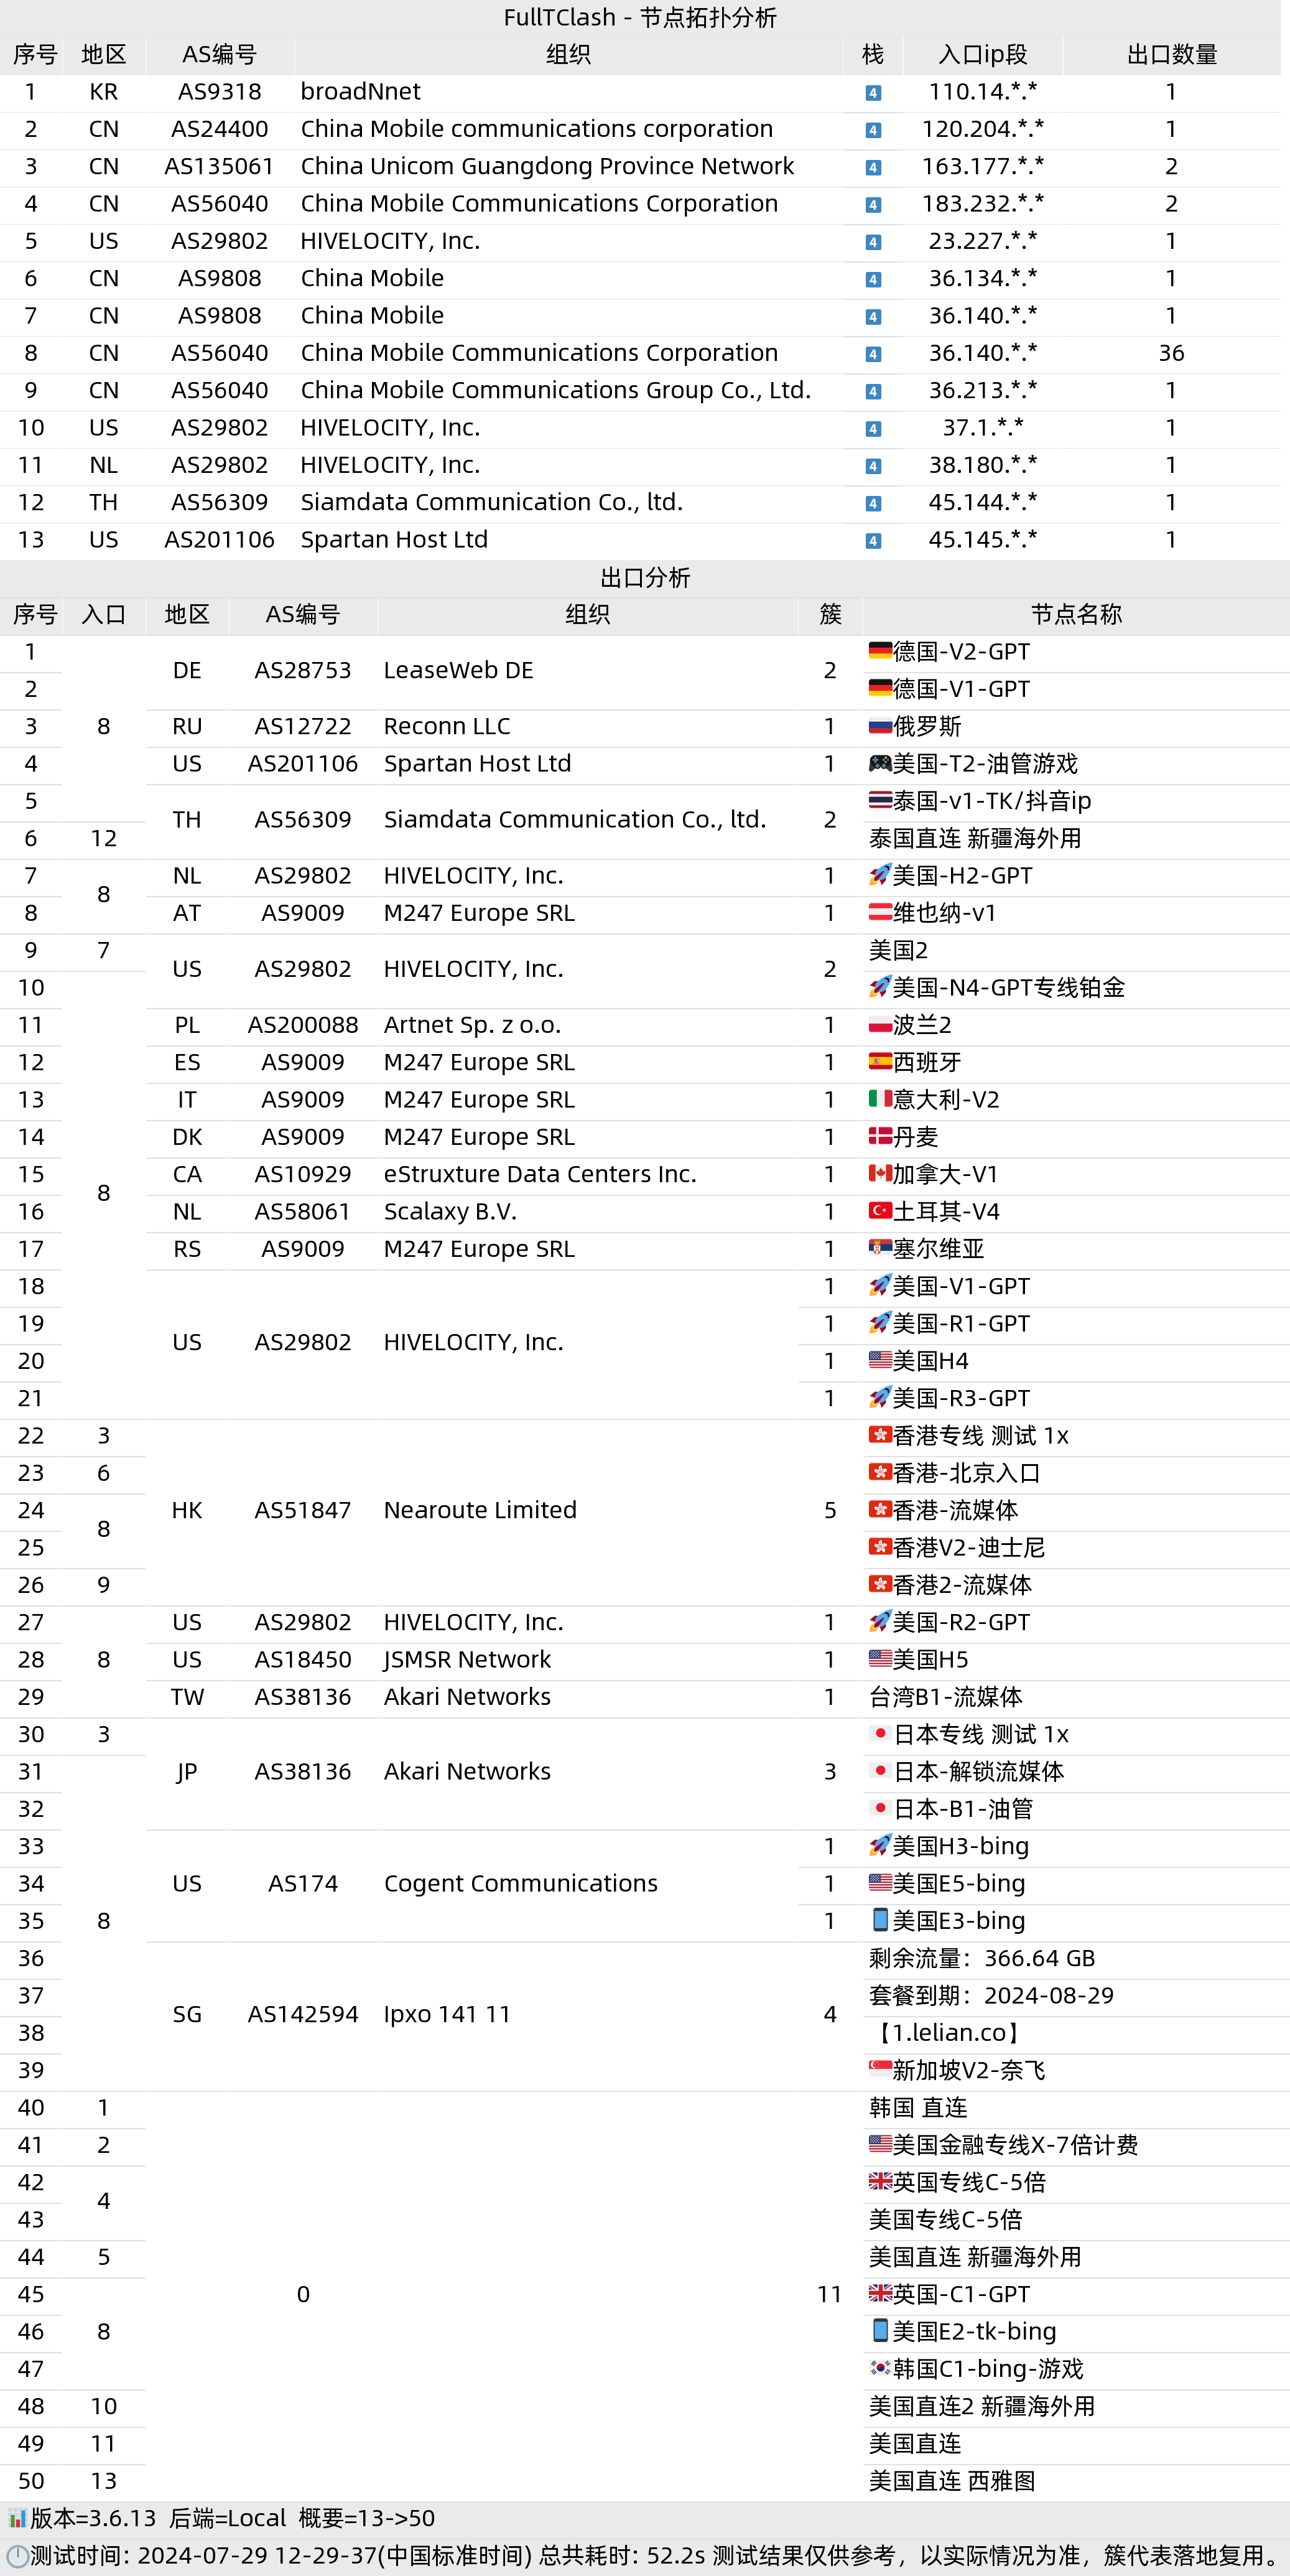 FullTClash - 节点拓扑分析
序号 地区 AS编号 组织 栈 入口ip段 出口数量
1 KR AS9318 broadNnet 4 110.14.*.* 1
2 CN AS24400 China Mobile communications corporation 4 120.204.*.* 1
3 CN AS135061 China Unicom Guangdong Province Network 4 163.177.*.* 2
4 CN AS56040 China Mobile Communications Corporation 4 183.232.*.* 2
5 US AS29802 HIVELOCITY, Inc. 4 23.227.*.* 1
6 CN AS9808 China Mobile 4 36.134.*.* 1
7 CN AS9808 China Mobile 4 36.140.*.* 1
8 CN AS56040 China Mobile Communications Corporation 4 36.140.*.* 36
9 CN AS56040 China Mobile Communications Group Co., Ltd. 4 36.213.*.* 1
10 US AS29802 HIVELOCITY, Inc. 4 37.1.*.* 1
11 NL AS29802 HIVELOCITY, Inc. 4 38.180.*.* 1
12 TH AS56309 Siamdata Communication Co., ltd. 4 45.144.*.* 1
13 US AS201106 Spartan Host Ltd 4 45.145.*.* 1
出口分析
序号 入口 地区 AS编号 组织 簇 节点名称
1 DE AS28753 LeaseWeb DE 2 德国-V2-GPT
2 德国-V1-GPT
3 8 RU AS12722 Reconn LLC 1 俄罗斯
4 US AS201106 Spartan Host Ltd 1 美国-T2-油管游戏
5 TH AS56309 Siamdata Communication Co., ltd. 2 泰国-v1-TK/抖音ip
6 12 泰国直连 新疆海外用
7 8 NL AS29802 HIVELOCITY, Inc. 1 美国-H2-GPT
8 AT AS9009 M247 Europe SRL 1 维也纳-v1
9 7 US AS29802 HIVELOCITY, Inc. 2 美国2
10 美国-N4-GPT专线铂金
11 PL AS200088 Artnet Sp. z o.o. 1 波兰2
12 ES AS9009 M247 Europe SRL 1 西班牙
13 IT AS9009 M247 Europe SRL 1 意大利-V2
14 DK AS9009 M247 Europe SRL 1 丹麦
15 8 CA AS10929 eStruxture Data Centers Inc. 1 加拿大-V1
16 NL AS58061 Scalaxy B.V. 1 土耳其-V4
17 RS AS9009 M247 Europe SRL 1 塞尔维亚
18 1 美国-V1-GPT
19 US AS29802 HIVELOCITY, Inc. 1 美国-R1-GPT
20 1 美国H4
21 1 美国-R3-GPT
22 3 香港专线 测试 1x
23 6 香港-北京入口
24 8 HK AS51847 Nearoute Limited 5 香港-流媒体
25 香港V2-迪士尼
26 9 香港2-流媒体
27 US AS29802 HIVELOCITY, Inc. 1 美国-R2-GPT
28 8 US AS18450 JSMSR Network 1 美国H5
29 TW AS38136 Akari Networks 1 台湾B1-流媒体
30 3 日本专线 测试 1x
31 JP AS38136 Akari Networks 3 日本-解锁流媒体
32 日本-B1-油管
33 1 美国H3-bing
34 US AS174 Cogent Communications 1 美国E5-bing
35 8 1 美国E3-bing
36 剩余流量：366.64 GB
37 SG AS142594 Ipxo 141 11 4 套餐到期：2024-08-29
38 【1.lelian.co】
39 新加坡V2-奈飞
40 1 韩国 直连
41 2 美国金融专线X-7倍计费
42 4 英国专线C-5倍
43 美国专线C-5倍
44 5 美国直连 新疆海外用
45 0 11 英国-C1-GPT
46 8 美国E2-tk-bing
47 韩国C1-bing-游戏
48 10 美国直连2 新疆海外用
49 11 美国直连
50 13 美国直连 西雅图
版本=3.6.13 后端=Local 概要=13->50
测试时间: 2024-07-29 12-29-37(中国标准时间) 总共耗时: 52.2s 测试结果仅供参考，以实际情况为准，簇代表落地复用。